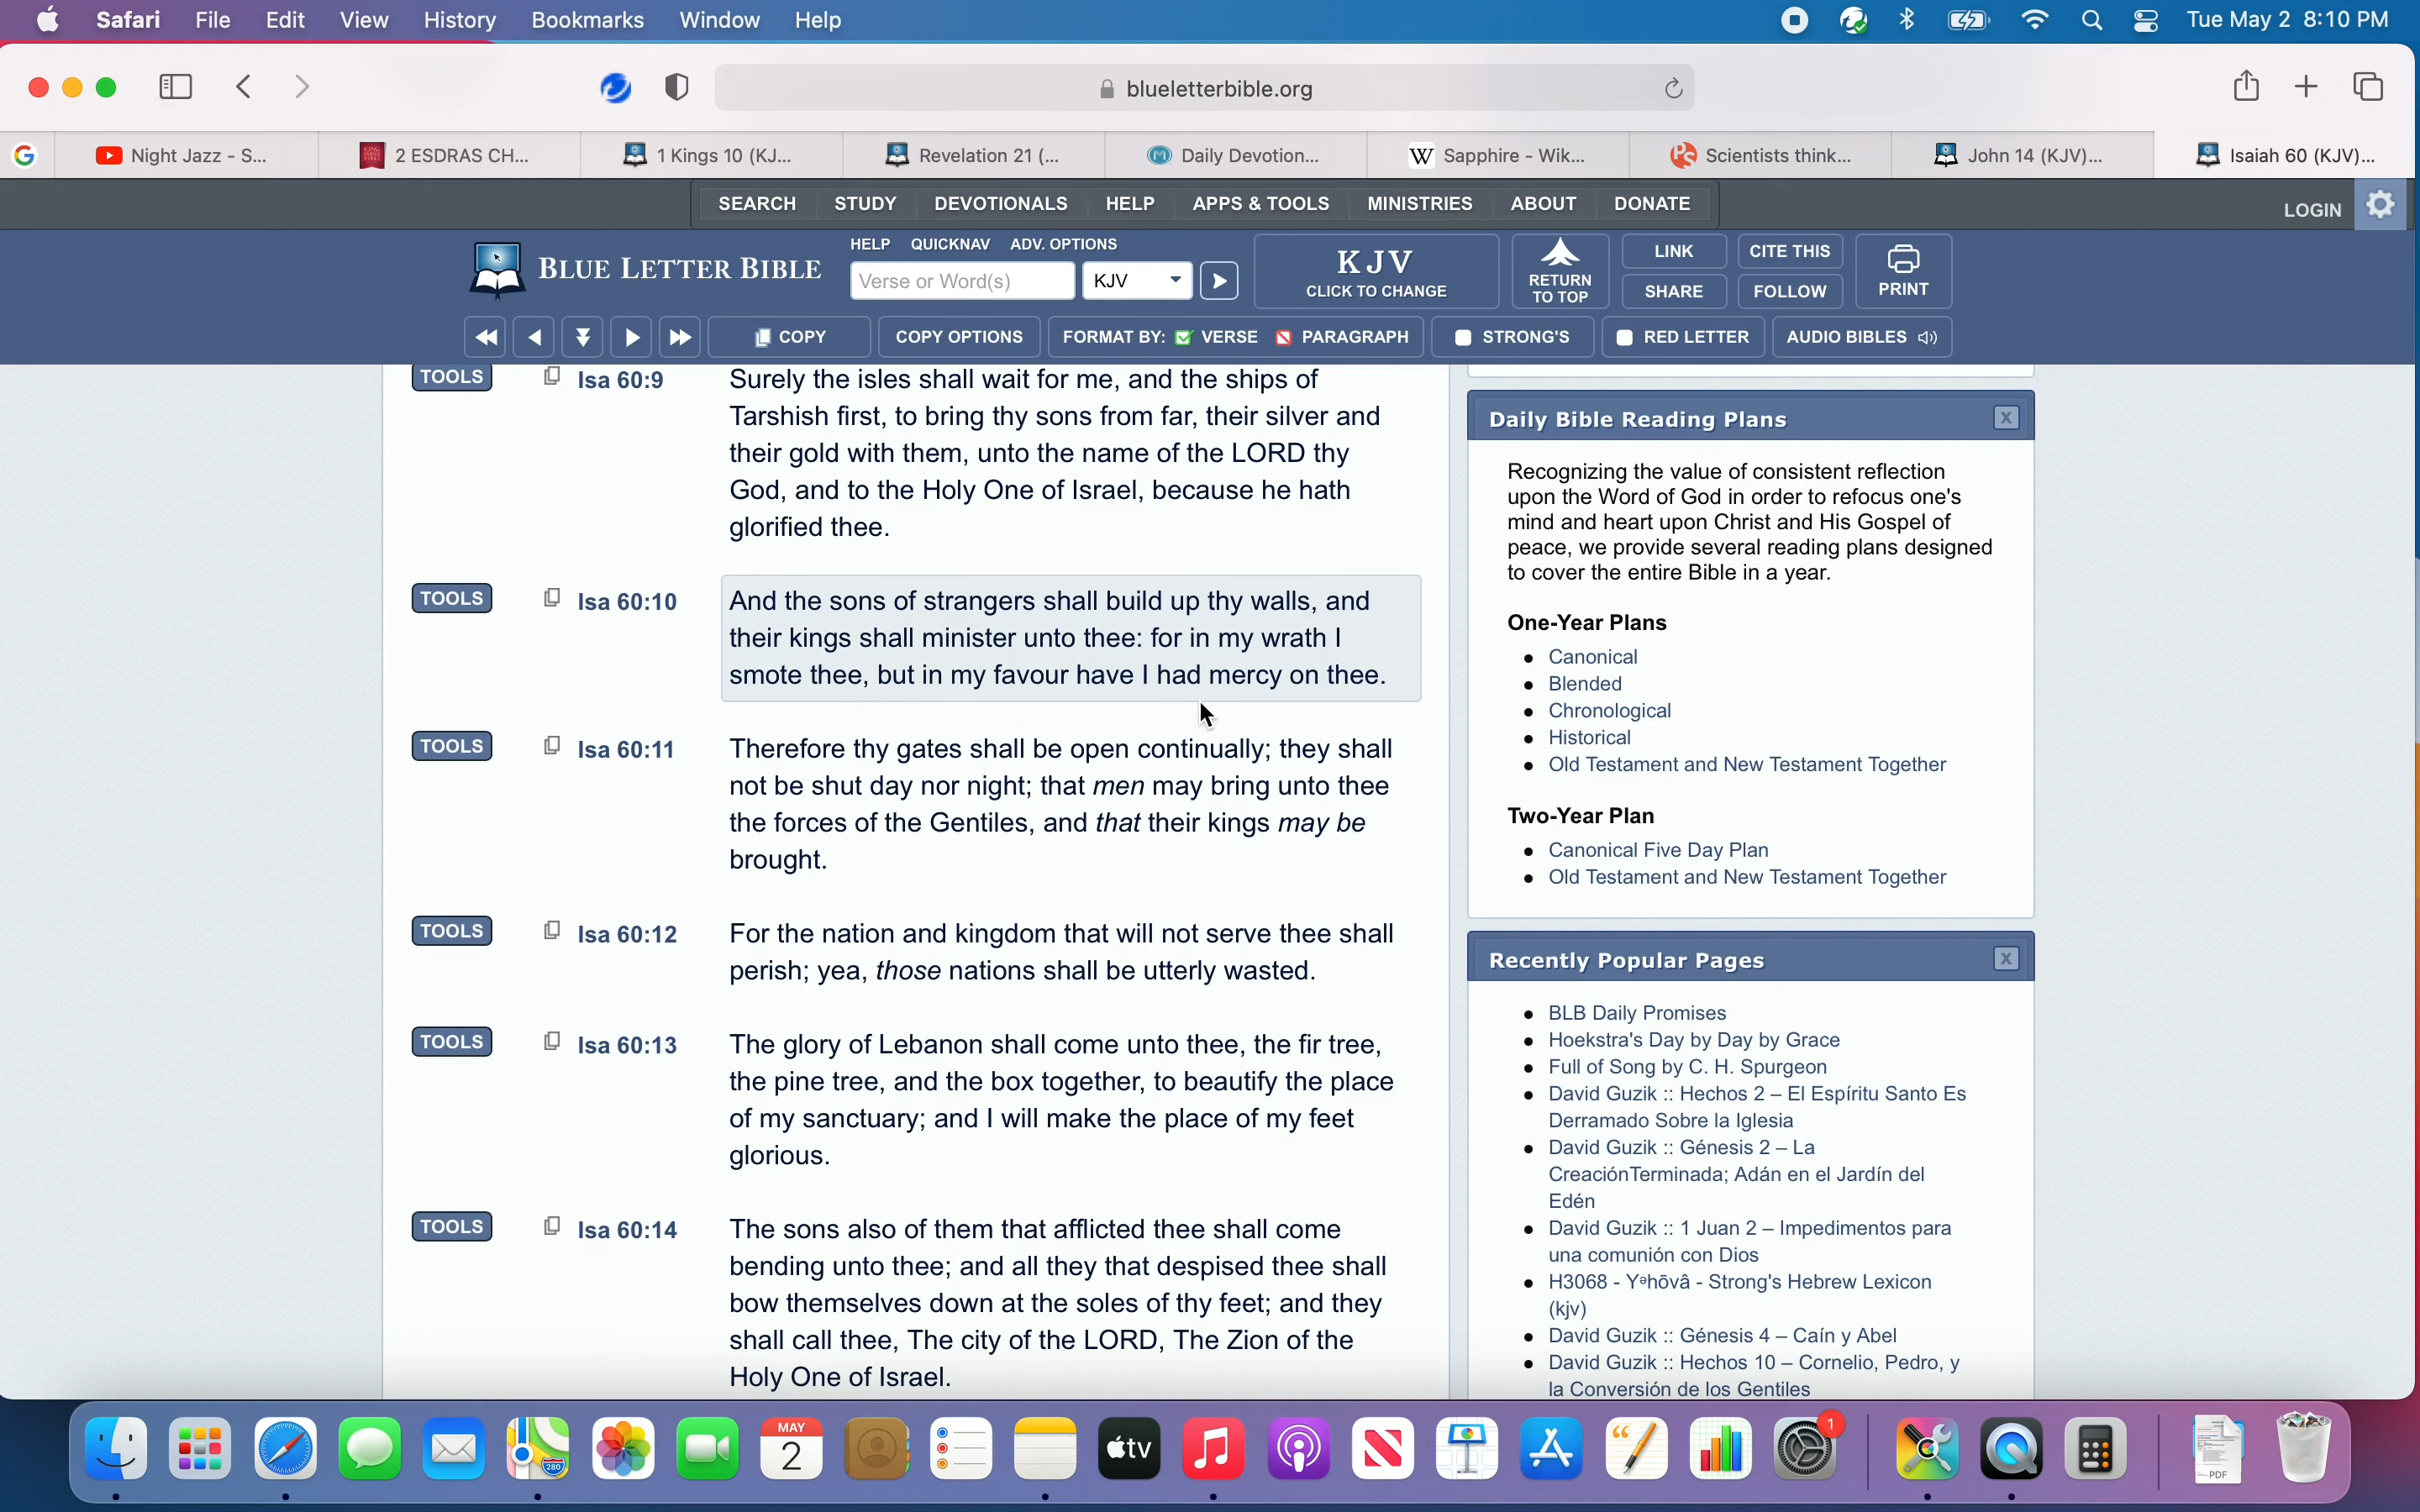 Safari File Edit View History Bookmarks Window Help Tue May 2 8:10 PM
blueletterbible.org
Night Jazz - S... 2 ESDRAS CH... 1 Kings 10 (KJ... Revelation 21 (... Daily Devotion... Sapphire - Wik... Scientists think... John 14 (KJV)... Isaiah 60 (KJV)...
SEARCH STUDY DEVOTIONALS HELP APPS & TOOLS MINISTRIES ABOUT DONATE LOGIN
HELP QUICKNAV ADV. OPTIONS
BLUE LETTER BIBLE
Verse or Word(s) KJV
KJV
CLICK TO CHANGE
RETURN
TO TOP
LINK CITE THIS
SHARE FOLLOW
PRINT
COPY COPY OPTIONS FORMAT BY: VERSE PARAGRAPH STRONG'S RED LETTER AUDIO BIBLES
TOOLS Isa 60:9 Surely the isles shall wait for me, and the ships of
Tarshish first, to bring thy sons from far, their silver and
their gold with them, unto the name of the LORD thy
God, and to the Holy One of Israel, because he hath
glorified thee.
TOOLS Isa 60:10 And the sons of strangers shall build up thy walls, and
their kings shall minister unto thee: for in my wrath I
smote thee, but in my favour have I had mercy on thee.
TOOLS Isa 60:11 Therefore thy gates shall be open continually; they shall
not be shut day nor night; that men may bring unto thee
the forces of the Gentiles, and that their kings may be
brought.
TOOLS Isa 60:12 For the nation and kingdom that will not serve thee shall
perish; yea, those nations shall be utterly wasted.
TOOLS Isa 60:13 The glory of Lebanon shall come unto thee, the fir tree,
the pine tree, and the box together, to beautify the place
of my sanctuary; and I will make the place of my feet
glorious.
TOOLS Isa 60:14 The sons also of them that afflicted thee shall come
bending unto thee; and all they that despised thee shall
bow themselves down at the soles of thy feet; and they
shall call thee, The city of the LORD, The Zion of the
Holy One of Israel.
Daily Bible Reading Plans X
Recognizing the value of consistent reflection
upon the Word of God in order to refocus one's
mind and heart upon Christ and His Gospel of
peace, we provide several reading plans designed
to cover the entire Bible in a year.
One-Year Plans
Canonical
Blended
Chronological
Historical
Old Testament and New Testament Together
Two-Year Plan
Canonical Five Day Plan
Old Testament and New Testament Together
Recently Popular Pages X
BLB Daily Promises
Hoekstra's Day by Day by Grace
Full of Song by C. H. Spurgeon
David Guzik :: Hechos 2 – El Espíritu Santo Es
Derramado Sobre la Iglesia
David Guzik :: Génesis 2 – La
CreaciónTerminada; Adán en el Jardín del
Edén
David Guzik :: 1 Juan 2 – Impedimentos para
una comunión con Dios
H3068 - Yᵊhōvâ - Strong's Hebrew Lexicon
(kjv)
David Guzik :: Génesis 4 – Caín y Abel
David Guzik :: Hechos 10 – Cornelio, Pedro, y
la Conversión de los Gentiles
280
MAY
2
tv
1
PDF